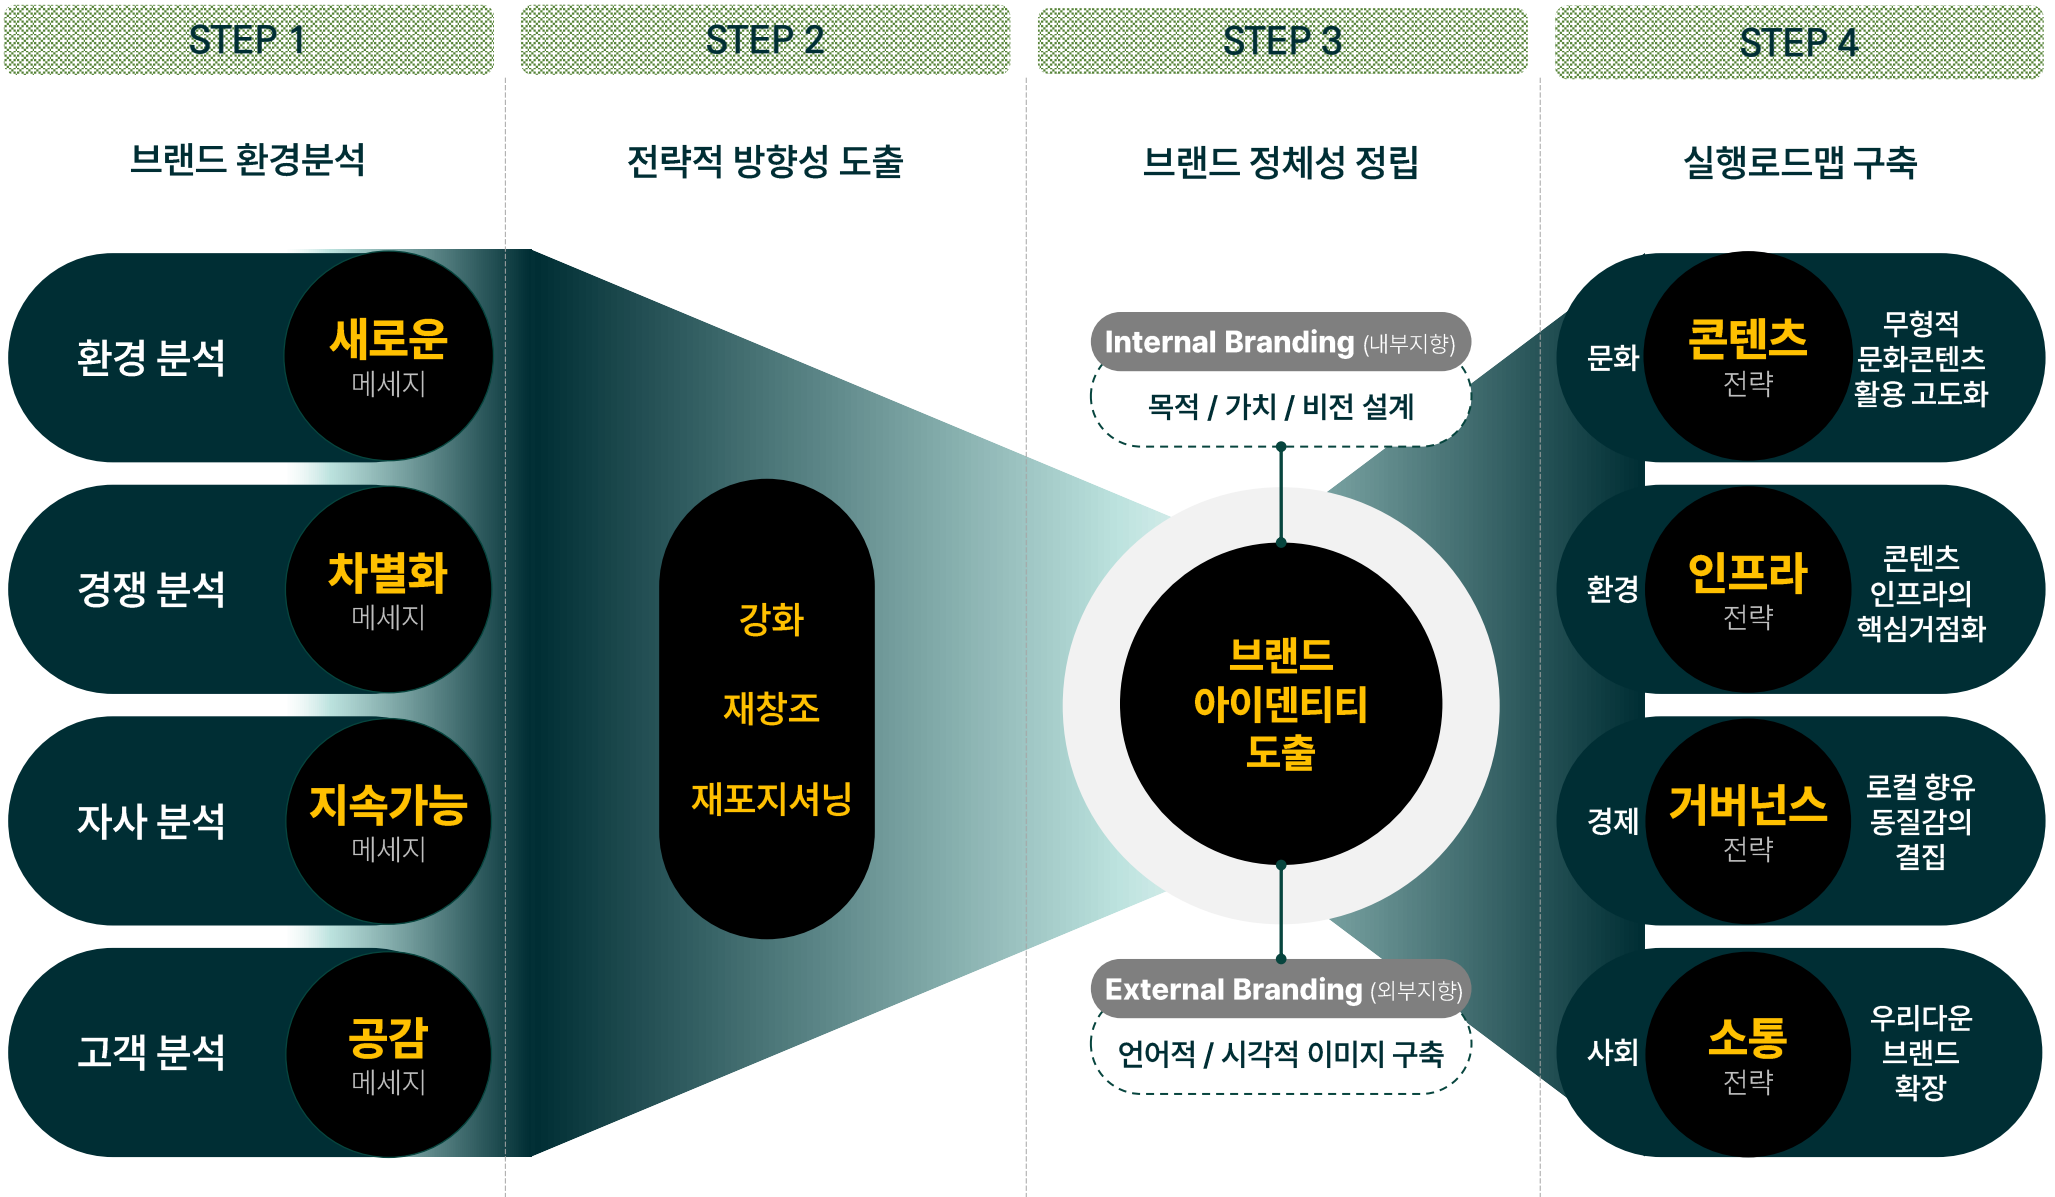 STEP 1
브랜드 환경분석
환경 분석
새로운
메세지
경쟁 분석
차별화
메세지
자사 분석
지속가능
메세지
고객 분석
공감
메세지
STEP 2
전략적 방향성 도출
강화
재창조
재포지셔닝
STEP 3
브랜드 정체성 정립
Internal Branding (내부지향)
목적 / 가치 / 비전 설계
브랜드
아이덴티티
도출
External Branding (외부지향)
언어적 / 시각적 이미지 구축
STEP 4
실행로드맵 구축
문화
콘텐츠
전략
무형적
문화콘텐츠
활용 고도화
환경
인프라
전략
콘텐츠
인프라의
핵심거점화
경제
거버넌스
전략
로컬 향유
동질감의
결집
사회
소통
전략
우리다운
브랜드
확장